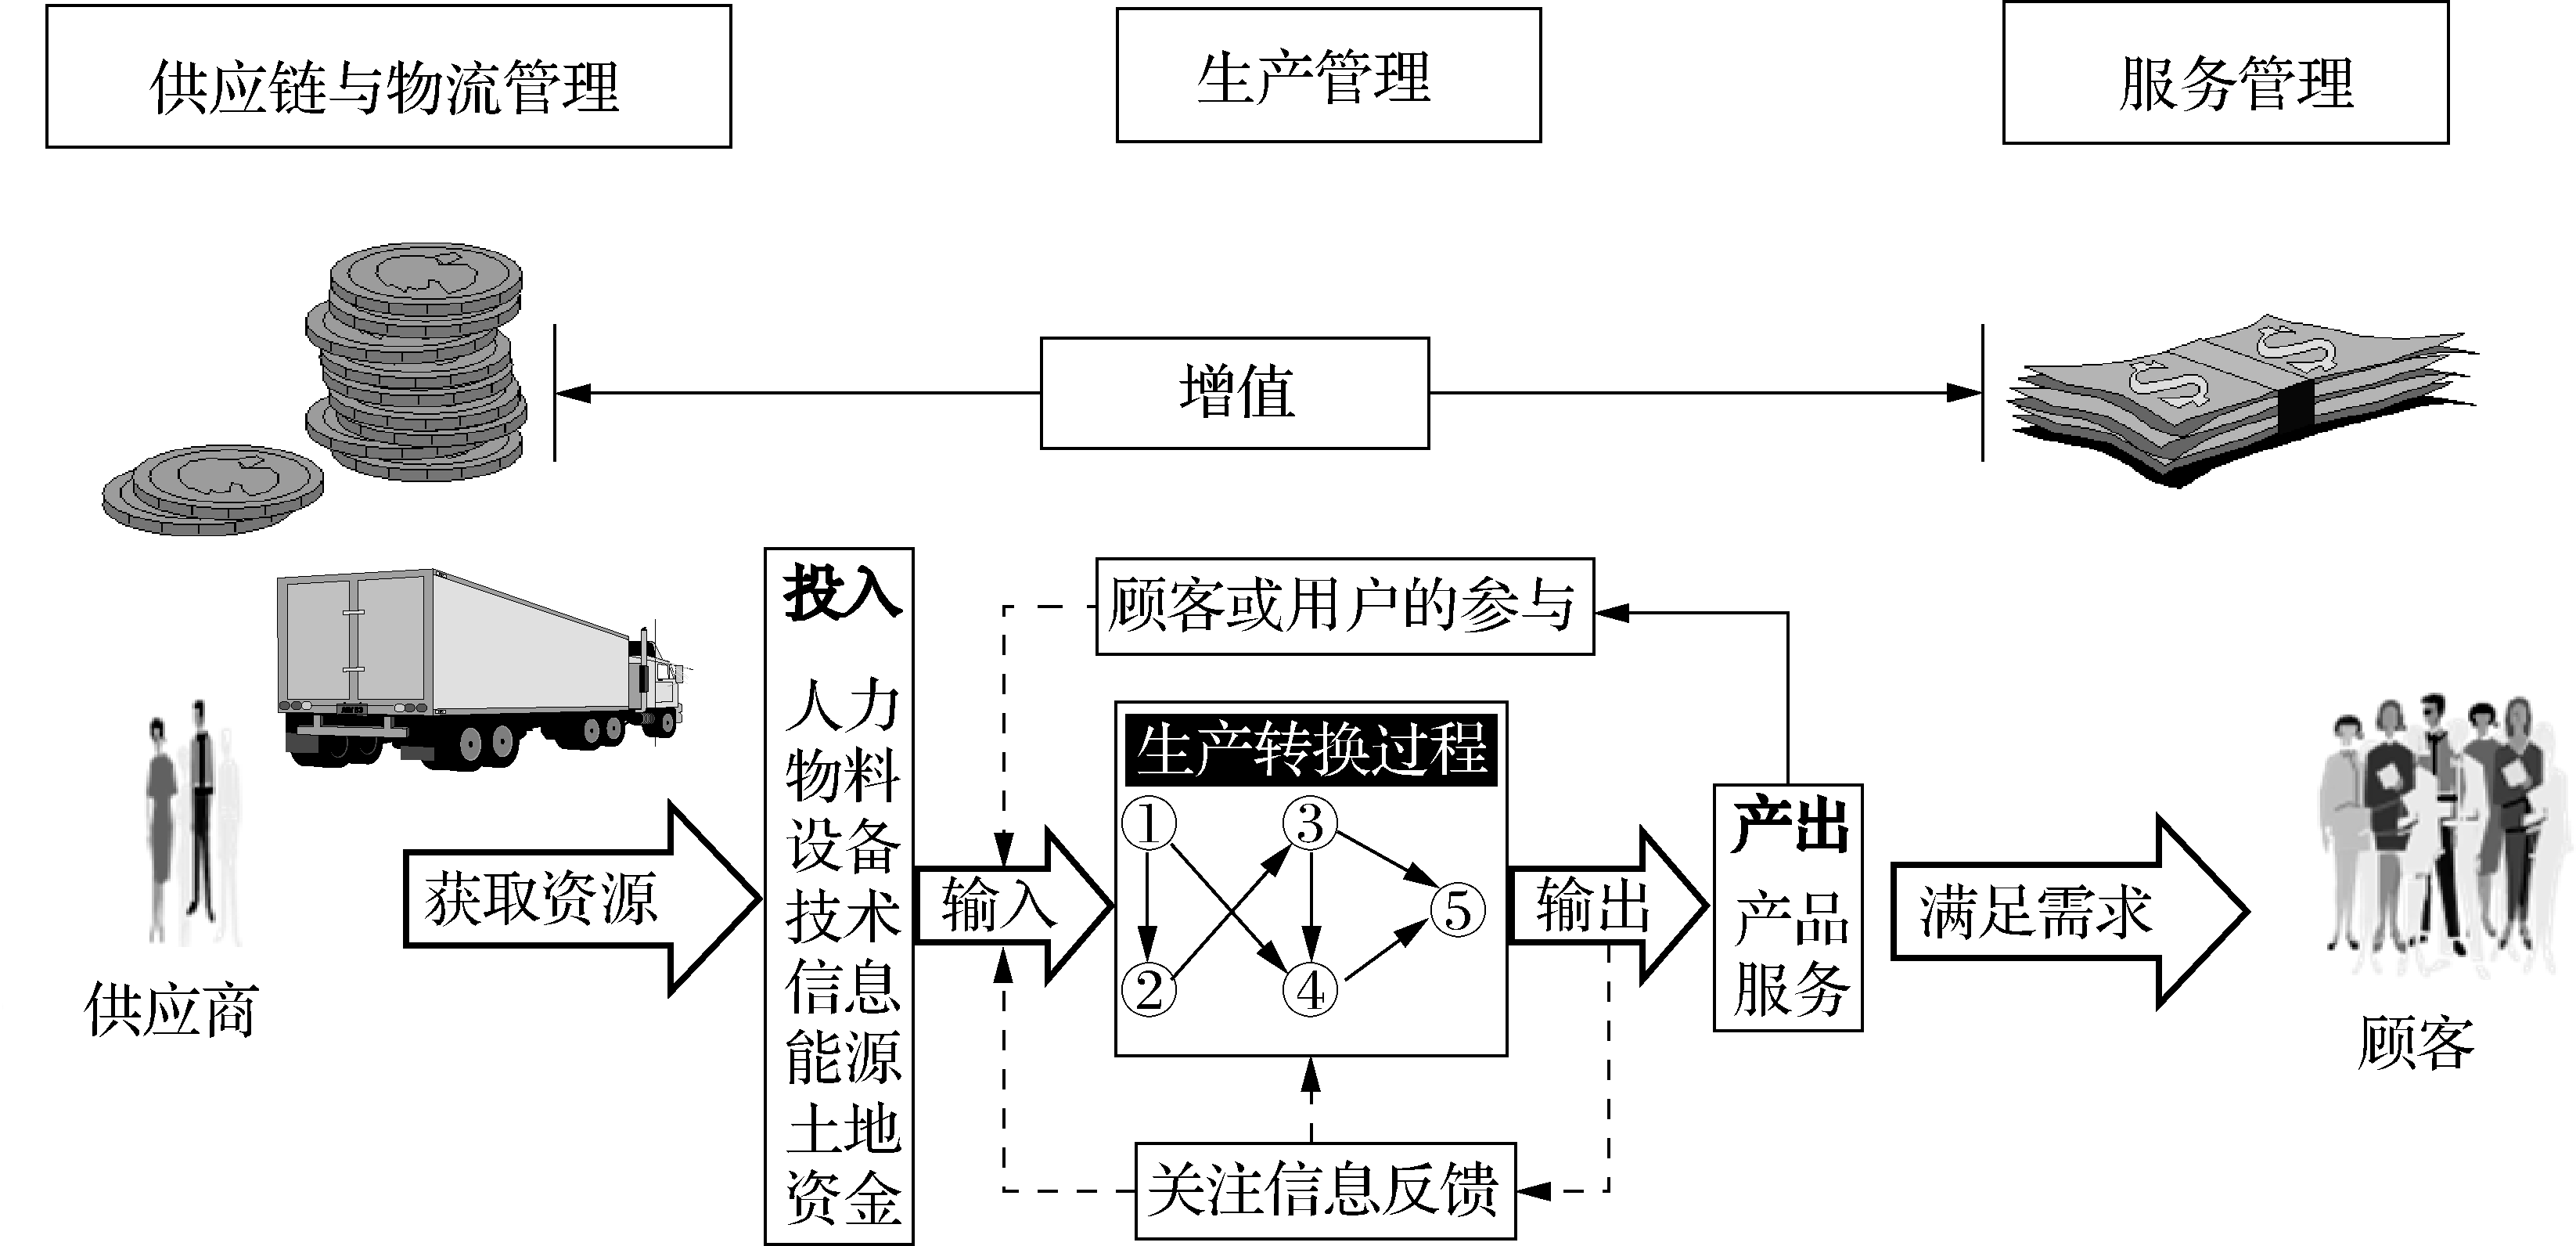 供应链与物流管理
生产管理
服务管理
增值
投入
人力
物料
设备
技术
信息
能源
土地
资金
顾客或用户的参与
生产转换过程
①
③
⑤
②
④
获取资源
输入
输出
产出
产品
服务
满足需求
供应商
顾客
关注信息反馈